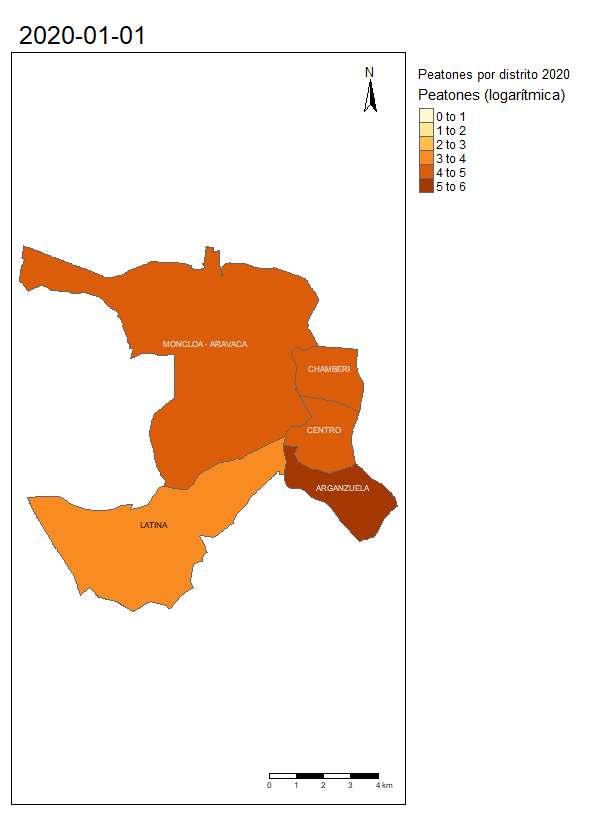 2020-01-01
N
Peatones por distrito 2020
Peatones (logarítmica)
0 to 1
1 to 2
2 to 3
3 to 4
4 to 5
5 to 6
MONCLOA - ARAVACA
CHAMBERI
CENTRO
ARGANZUELA
LATINA
0 1 2 3 4 km